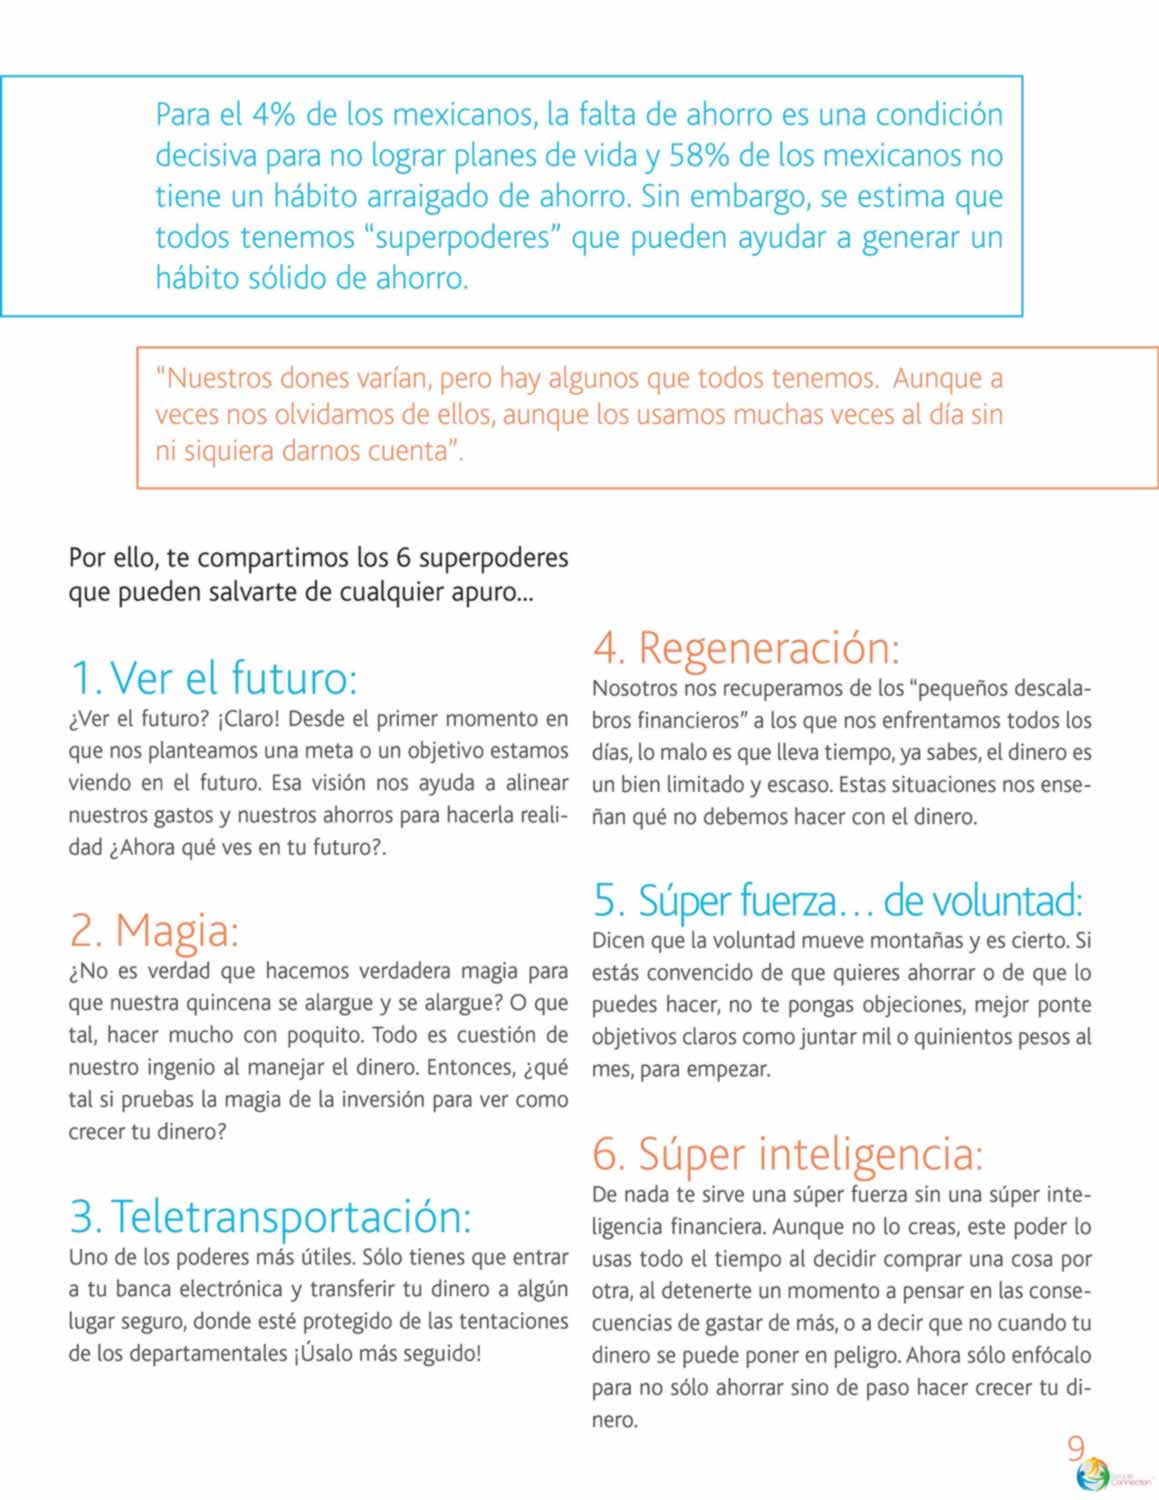 Para el 4% de los mexicanos, la falta de ahorro es una condición
decisiva para no lograr planes de vida y 58% de los mexicanos no
tiene un hábito arraigado de ahorro. Sin embargo, se estima que
todos tenemos “superpoderes” que pueden ayudar a generar un
hábito sólido de ahorro.
“Nuestros dones varían, pero hay algunos que todos tenemos. Aunque a
veces nos olvidamos de ellos, aunque los usamos muchas veces al día sin
ni siquiera darnos cuenta”.
Por ello, te compartimos los 6 superpoderes
que pueden salvarte de cualquier apuro...
1. Ver el futuro:
¿Ver el futuro? ¡Claro! Desde el primer momento en
que nos planteamos una meta o un objetivo estamos
viendo en el futuro. Esa visión nos ayuda a alinear
nuestros gastos y nuestros ahorros para hacerla reali-
dad ¿Ahora qué ves en tu futuro?.
2. Magia:
¿No es verdad que hacemos verdadera magia para
que nuestra quincena se alargue y se alargue? O que
tal, hacer mucho con poquito. Todo es cuestión de
nuestro ingenio al manejar el dinero. Entonces, ¿qué
tal si pruebas la magia de la inversión para ver como
crecer tu dinero?
3. Teletransportación:
Uno de los poderes más útiles. Sólo tienes que entrar
a tu banca electrónica y transferir tu dinero a algún
lugar seguro, donde esté protegido de las tentaciones
de los departamentales ¡Úsalo más seguido!
4. Regeneración:
Nosotros nos recuperamos de los “pequeños descala-
bros financieros” a los que nos enfrentamos todos los
días, lo malo es que lleva tiempo, ya sabes, el dinero es
un bien limitado y escaso. Estas situaciones nos ense-
ñan qué no debemos hacer con el dinero.
5. Súper fuerza... de voluntad:
Dicen que la voluntad mueve montañas y es cierto. Si
estás convencido de que quieres ahorrar o de que lo
puedes hacer, no te pongas objeciones, mejor ponte
objetivos claros como juntar mil o quinientos pesos al
mes, para empezar.
6. Súper inteligencia:
De nada te sirve una súper fuerza sin una súper inte-
ligencia financiera. Aunque no lo creas, este poder lo
usas todo el tiempo al decidir comprar una cosa por
otra, al detenerte un momento a pensar en las conse-
cuencias de gastar de más, o a decir que no cuando tu
dinero se puede poner en peligro. Ahora sólo enfócalo
para no sólo ahorrar sino de paso hacer crecer tu di-
nero.
9
Connection